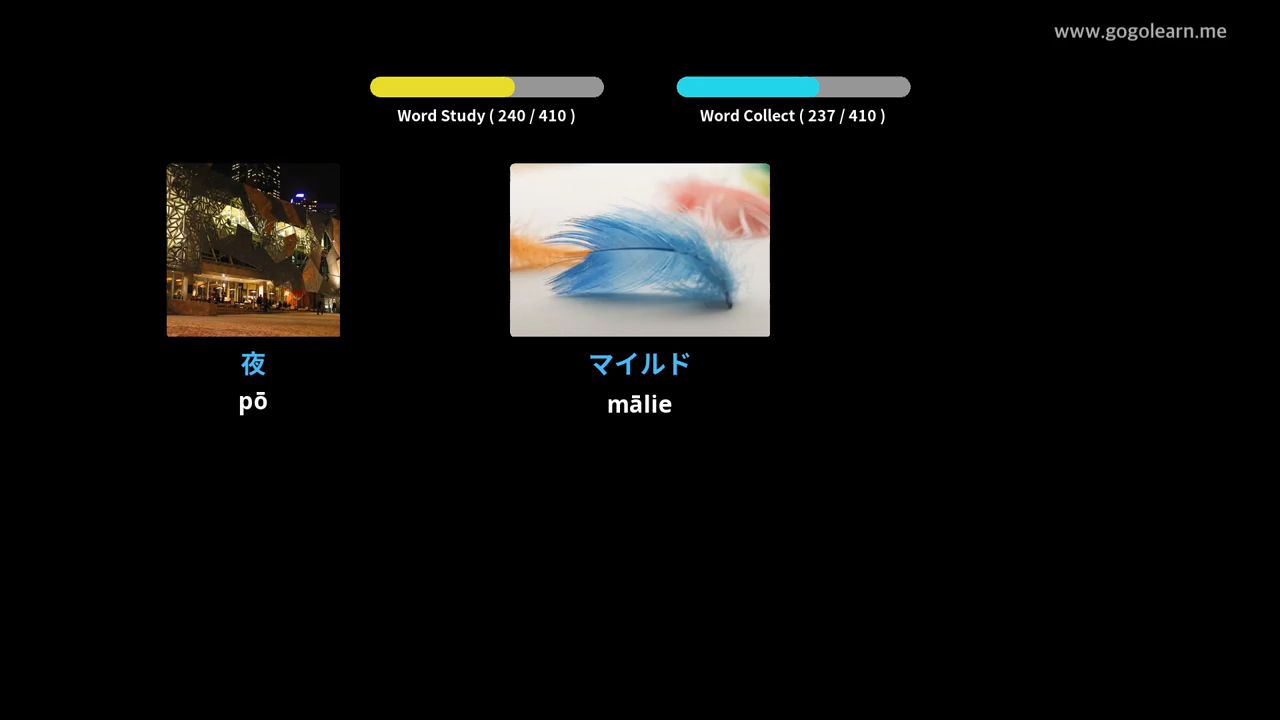 www.gogolearn.me
Word Study ( 240 / 410 )
Word Collect ( 237 / 410 )
夜
pō
マイルド
mālie